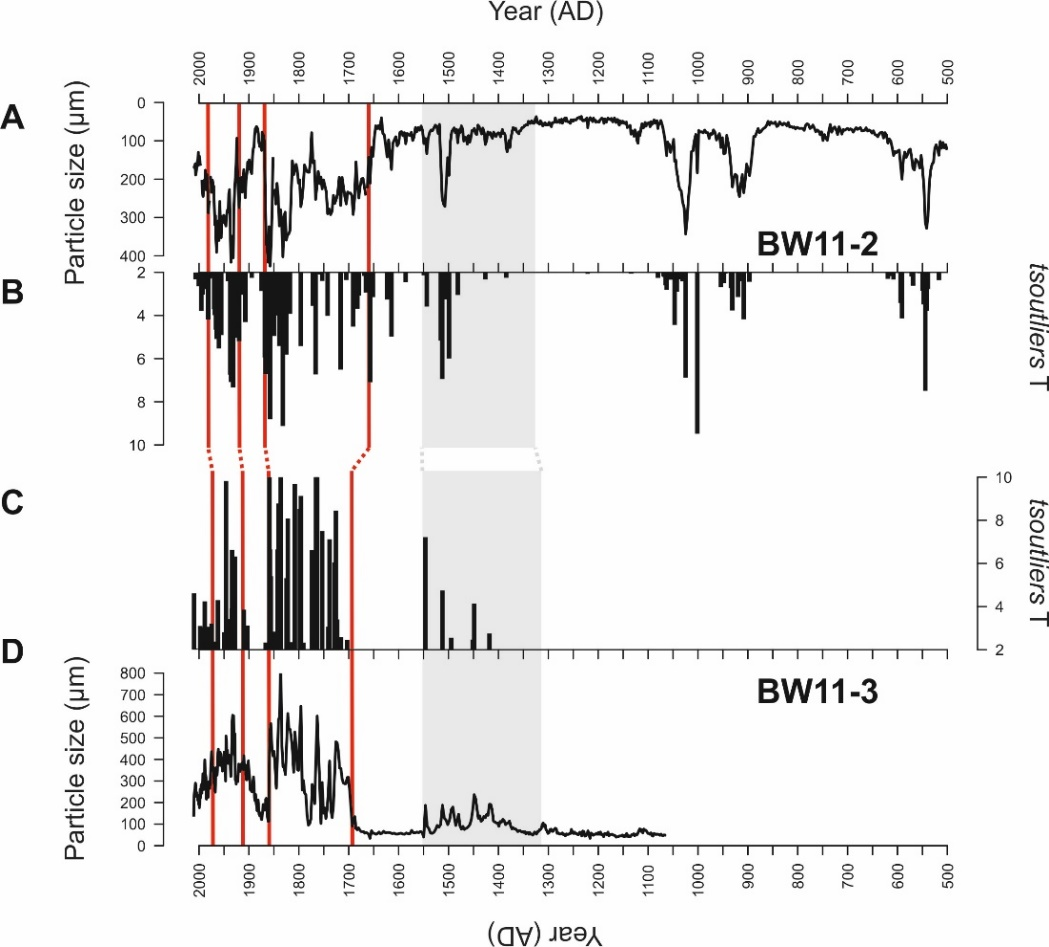 Year (AD)
2000 1900 1800 1700 1600 1500 1400 1300 1200 1100 1000 900 800 700 600 500
A
Particle size (µm)
0
100
200
300
400
BW11-2
B
2
4
6
8
10
tsoutliers T
C
10
8
6
4
2
tsoutliers T
D
Particle size (µm)
800
700
600
500
400
300
200
100
0
BW11-3
2000 1900 1800 1700 1600 1500 1400 1300 1200 1100 1000 900 800 700 600 500
Year (AD)